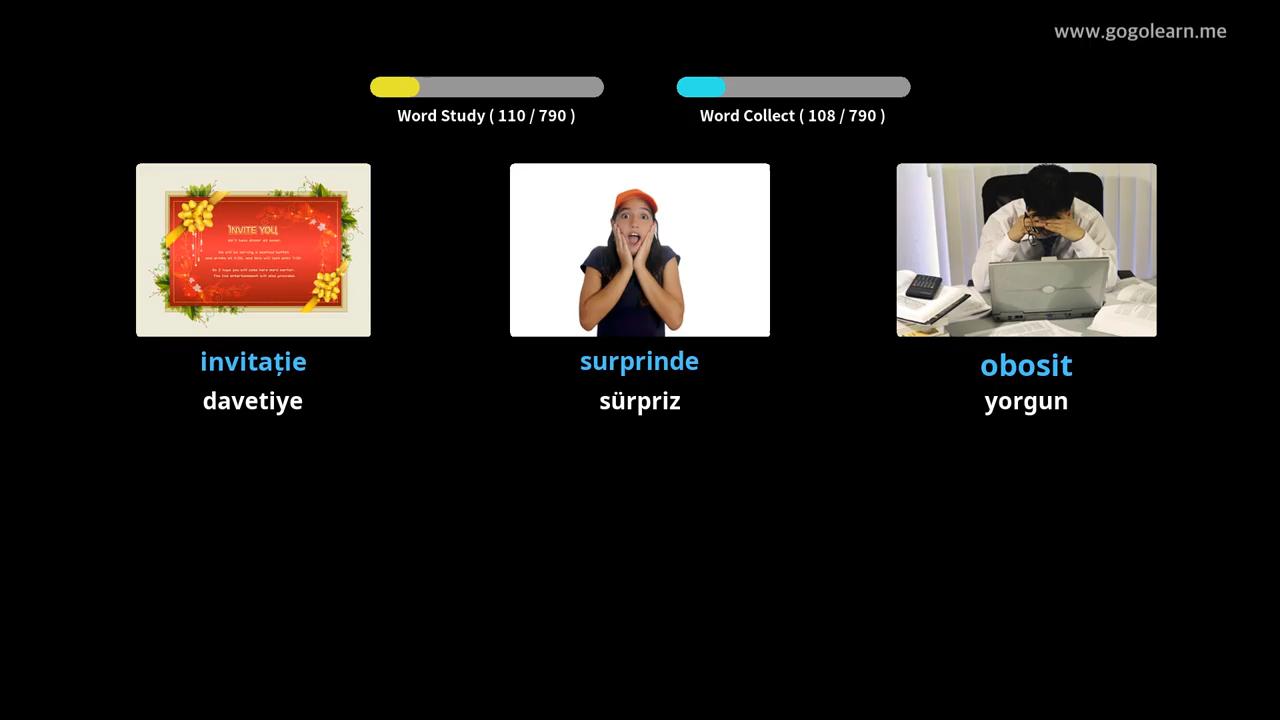 www.gogolearn.me
Word Study ( 110 / 790 )
Word Collect ( 108 / 790 )
INVITE YOU
invitație
surprinde
obosit
davetiye
sürpriz
yorgun